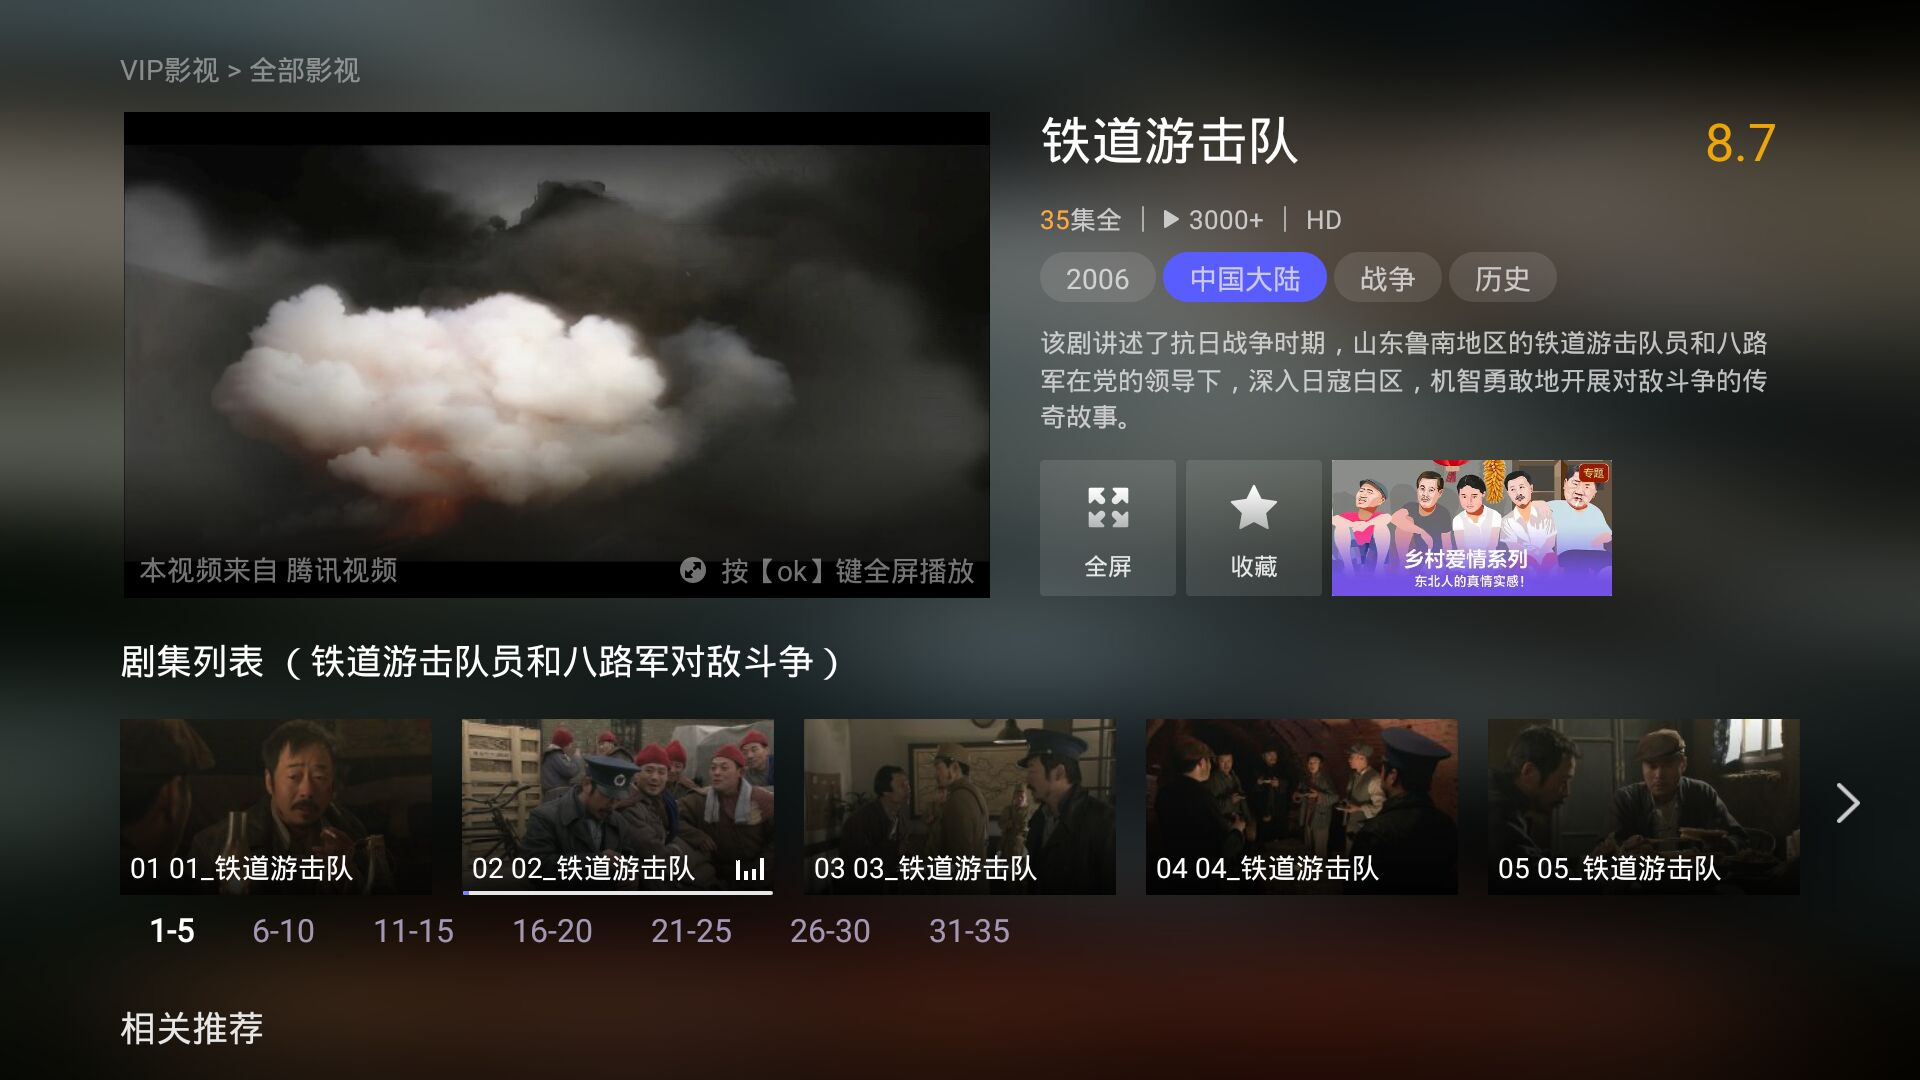 VIP影视 > 全部影视
铁道游击队
8.7
35集全
3000+
HD
2006
中国大陆
战争
历史
该剧讲述了抗日战争时期，山东鲁南地区的铁道游击队员和八路
军在党的领导下，深入日寇白区，机智勇敢地开展对敌斗争的传
奇故事。
本视频来自 腾讯视频
按【ok】键全屏播放
全屏
收藏
专题
乡村爱情系列
东北人的真情实感！
剧集列表 （铁道游击队员和八路军对敌斗争）
01 01_铁道游击队
02 02_铁道游击队
03 03_铁道游击队
04 04_铁道游击队
05 05_铁道游击队
1-5
6-10
11-15
16-20
21-25
26-30
31-35
相关推荐